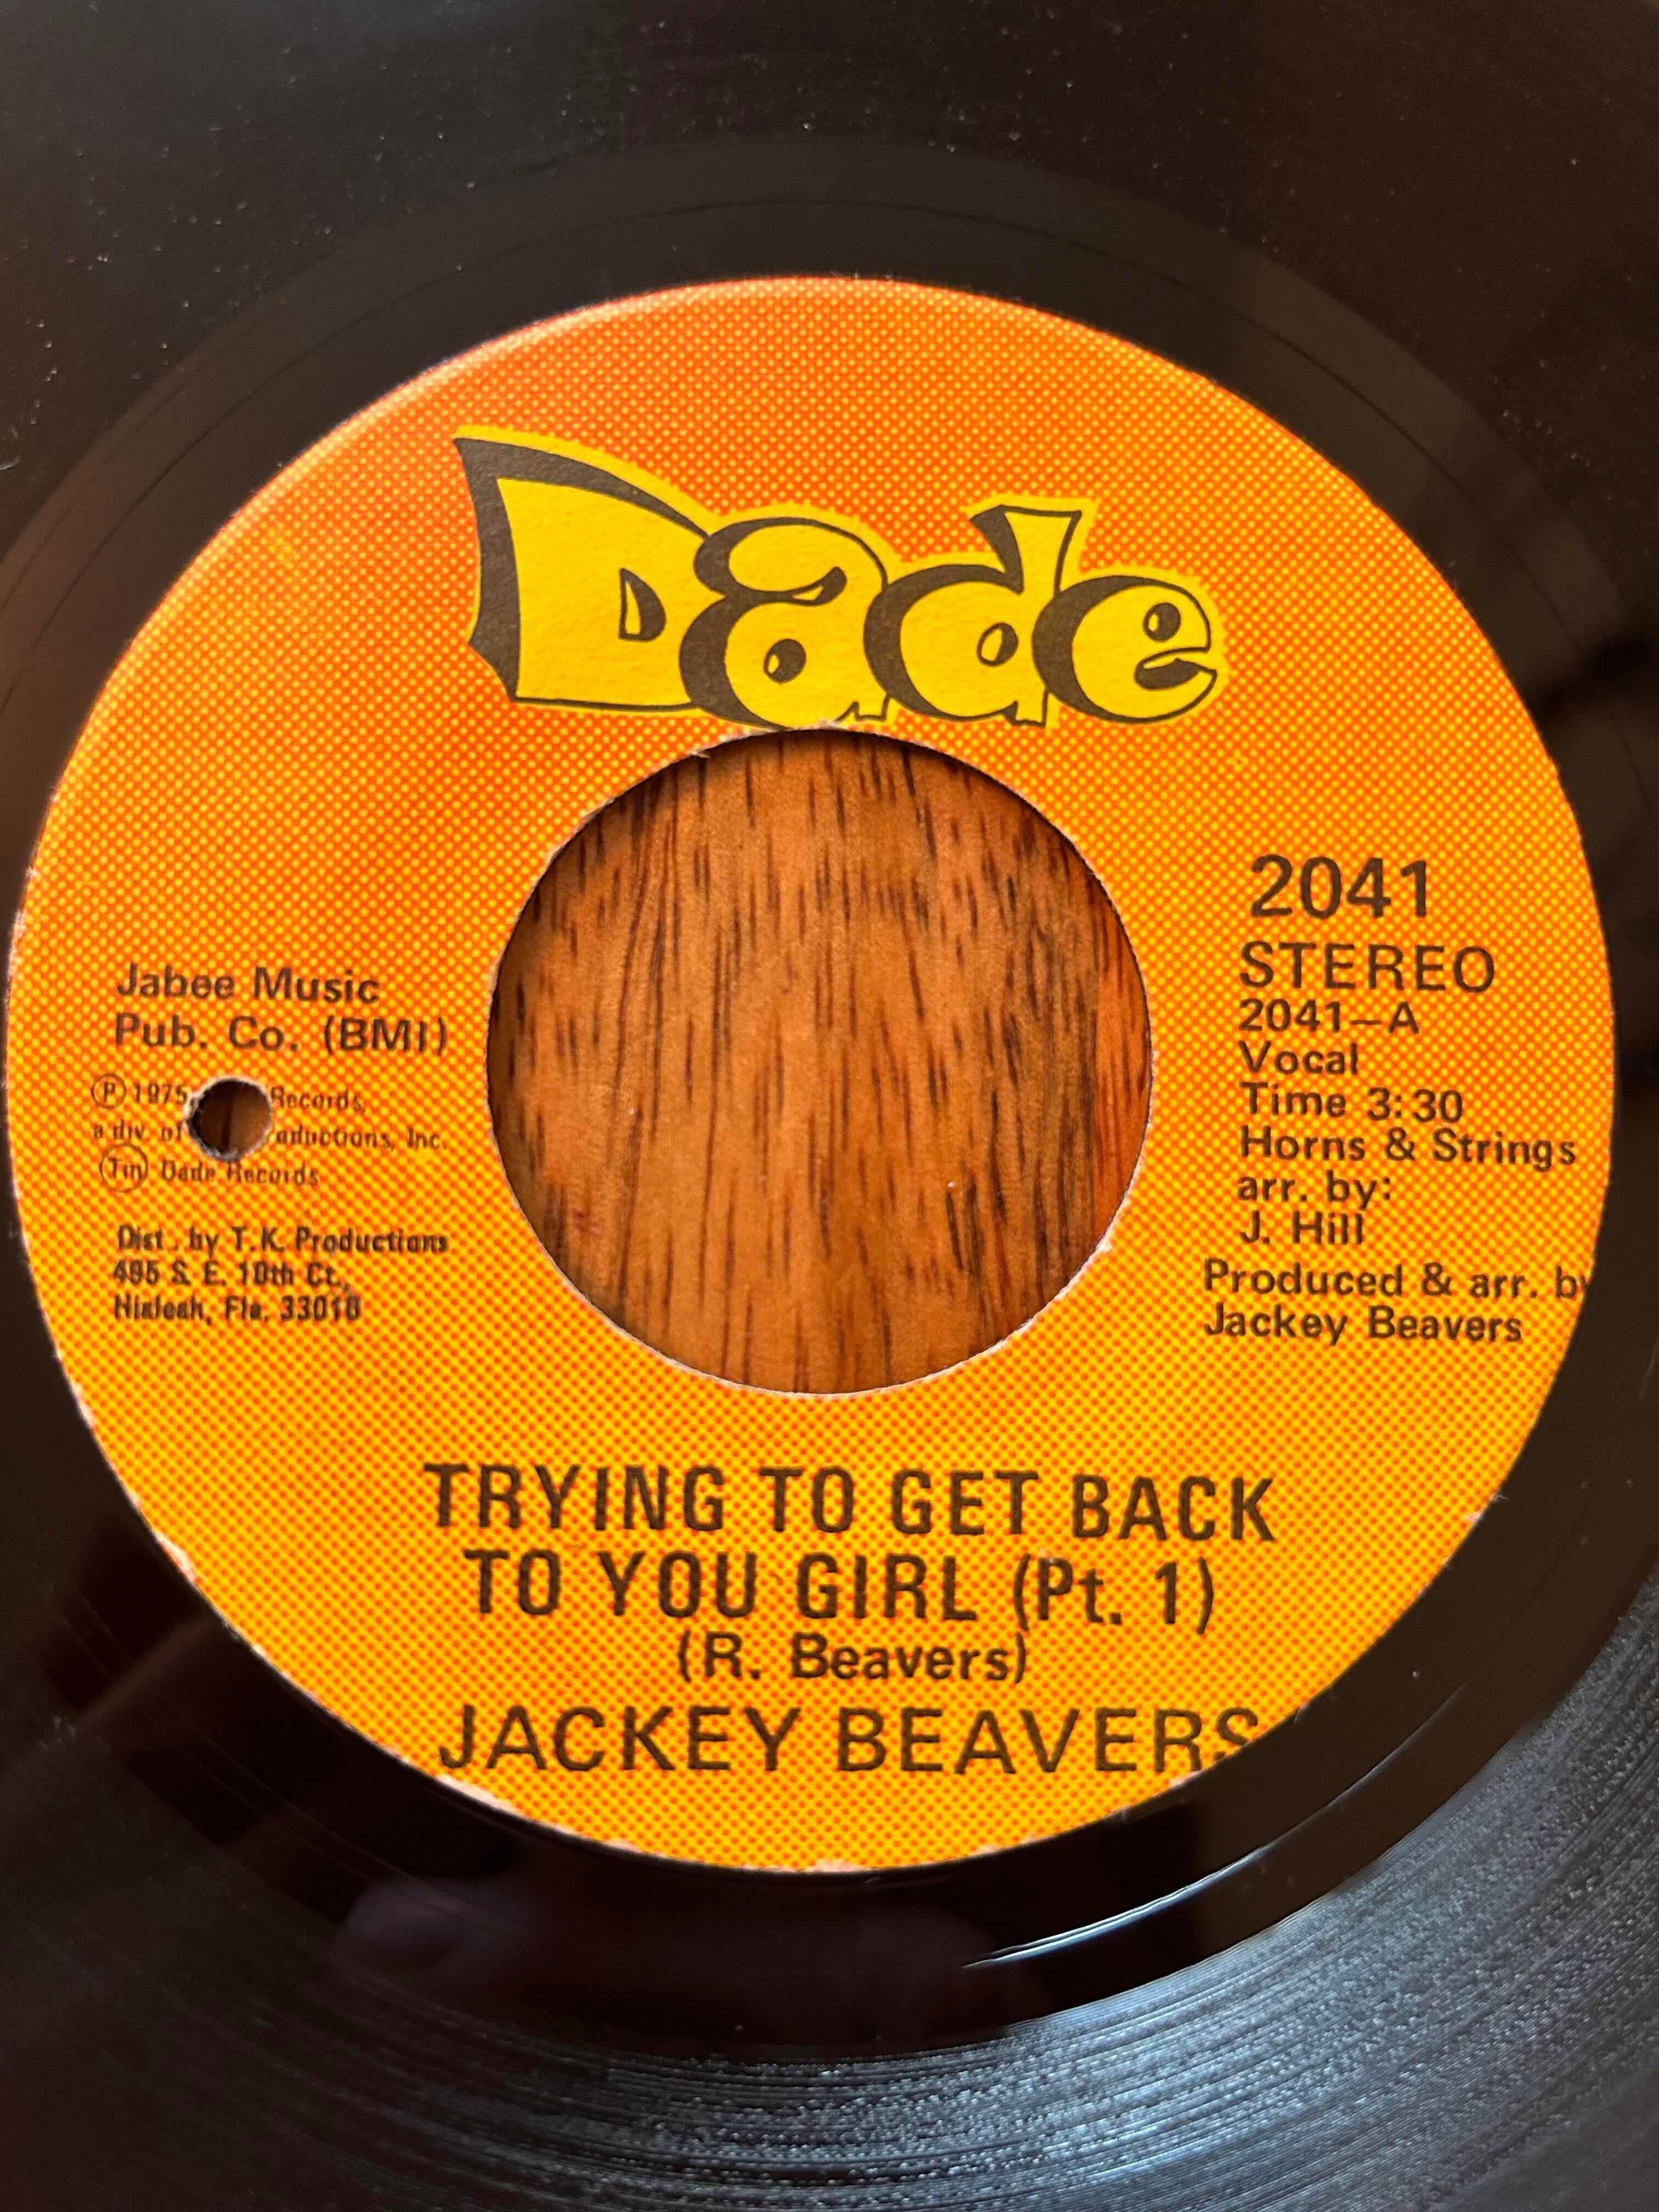 Dade
2041
STEREO
2041-A
Vocal
Time 3:30
Horns & Strings
arr. by:
J. Hill
Produced & arr. by
Jackey Beavers
Jabee Music
Pub. Co. (BMI)
Ⓟ 1975 Records,
a div. of Inc.
Dade Records
Dist. by T.K. Productions
495 S. E. 10th Ct.,
Hialeah, Fla. 33010
TRYING TO GET BACK
TO YOU GIRL (Pt. 1)
(R. Beavers)
JACKEY BEAVERS